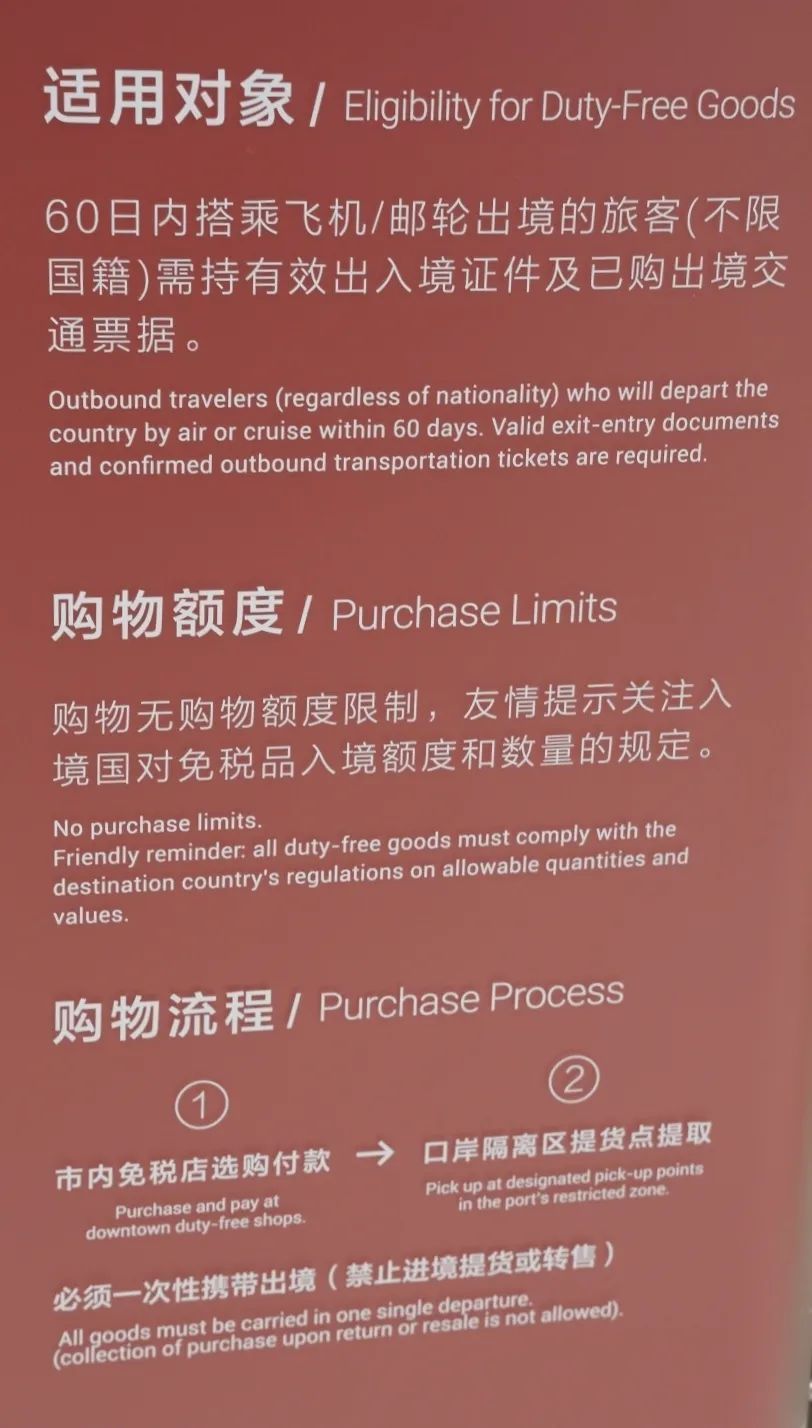 适用对象 / Eligibility for Duty-Free Goods
60日内搭乘飞机/邮轮出境的旅客(不限
国籍)需持有效出入境证件及已购出境交
通票据。
Outbound travelers (regardless of nationality) who will depart the
country by air or cruise within 60 days. Valid exit-entry documents
and confirmed outbound transportation tickets are required.
购物额度 / Purchase Limits
购物无购物额度限制，友情提示关注入
境国对免税品入境额度和数量的规定。
No purchase limits.
Friendly reminder: all duty-free goods must comply with the
destination country's regulations on allowable quantities and
values.
购物流程 / Purchase Process
①
市内免税店选购付款
Purchase and pay at
downtown duty-free shops.
→
②
口岸隔离区提货点提取
Pick up at designated pick-up points
in the port's restricted zone.
必须一次性携带出境（禁止进境提货或转售）
All goods must be carried in one single departure.
(collection of purchase upon return or resale is not allowed).